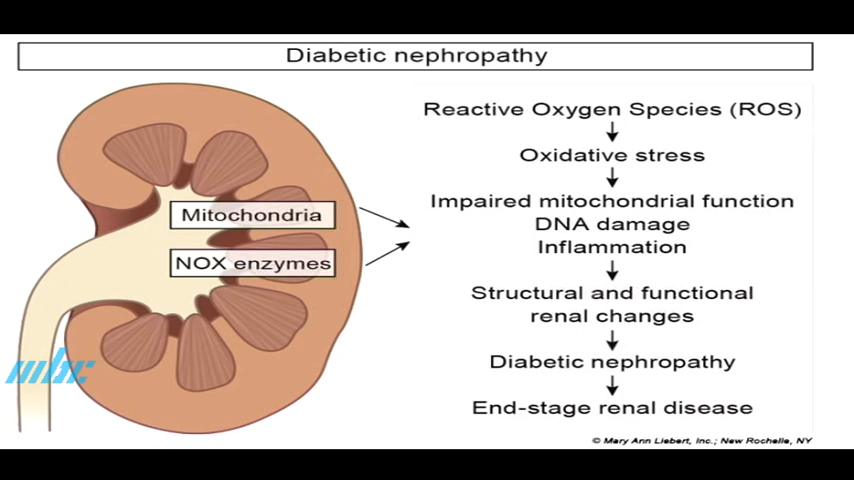 Diabetic nephropathy
Reactive Oxygen Species (ROS)
Oxidative stress
Impaired mitochondrial function
DNA damage
Inflammation
Structural and functional
renal changes
Diabetic nephropathy
End-stage renal disease
Mitochondria
NOX enzymes
mbc
© Mary Ann Liebert, Inc.; New Rochelle, NY